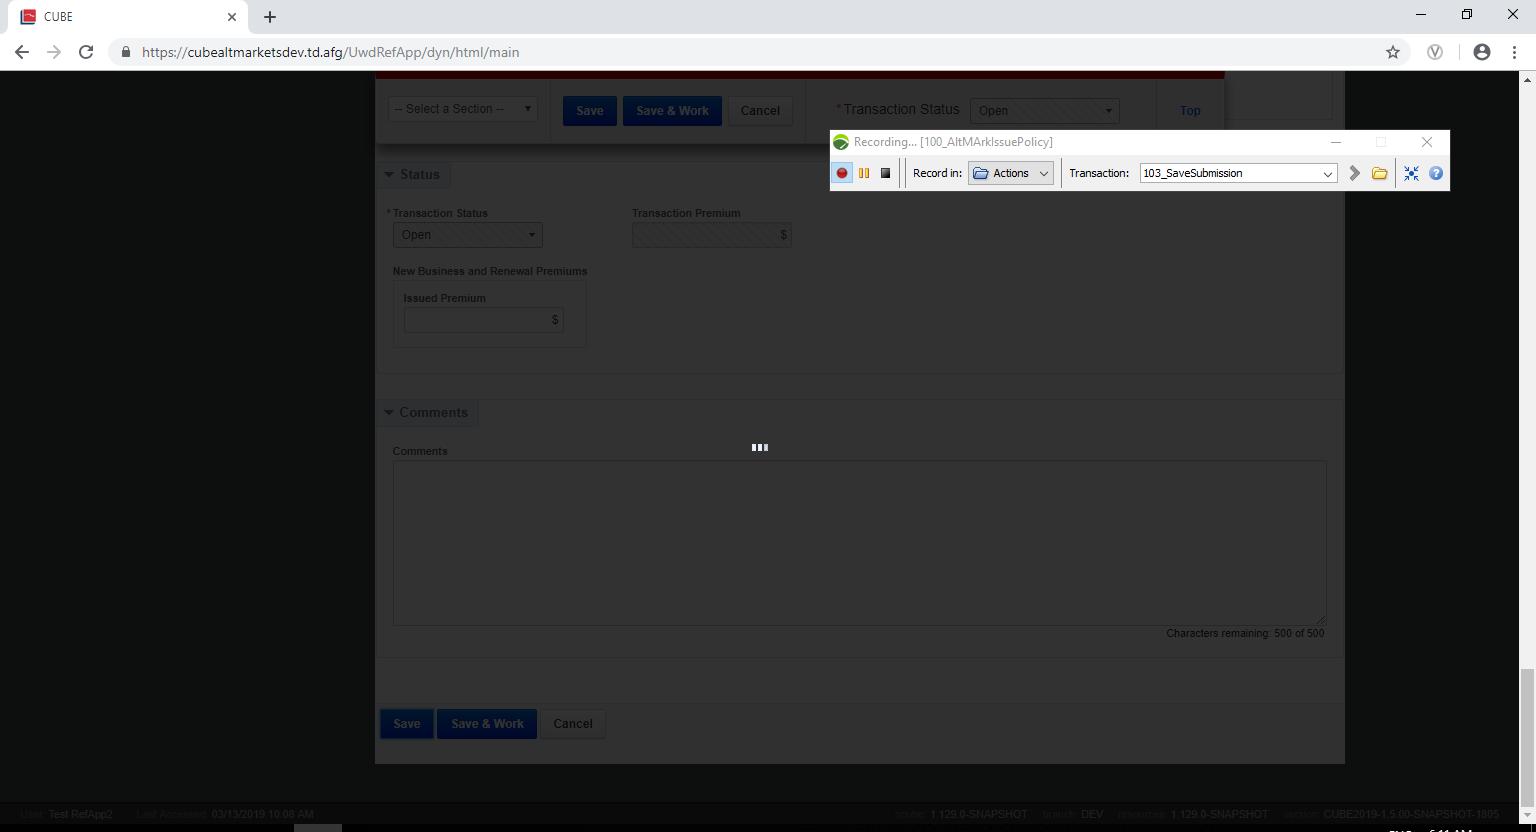 CUBE
https://cubealtmarketsdev.td.afg/UwdRefApp/dyn/html/main
-- Select a Section --
Save
Save & Work
Cancel
*Transaction Status
Open
Top
Recording... [100_AltMArkIssuePolicy]
Record in:
Actions
Transaction:
103_SaveSubmission
Status
*Transaction Status
Transaction Premium
Open
$
New Business and Renewal Premiums
Issued Premium
$
Comments
Comments
Characters remaining: 500 of 500
Save
Save & Work
Cancel
User: Test RefApp2 Last Accessed: 03/13/2019 10:08 AM 1.129.0-SNAPSHOT branch: DEV 1.129.0-SNAPSHOT CUBE2019-1.5.00-SNAPSHOT-1805